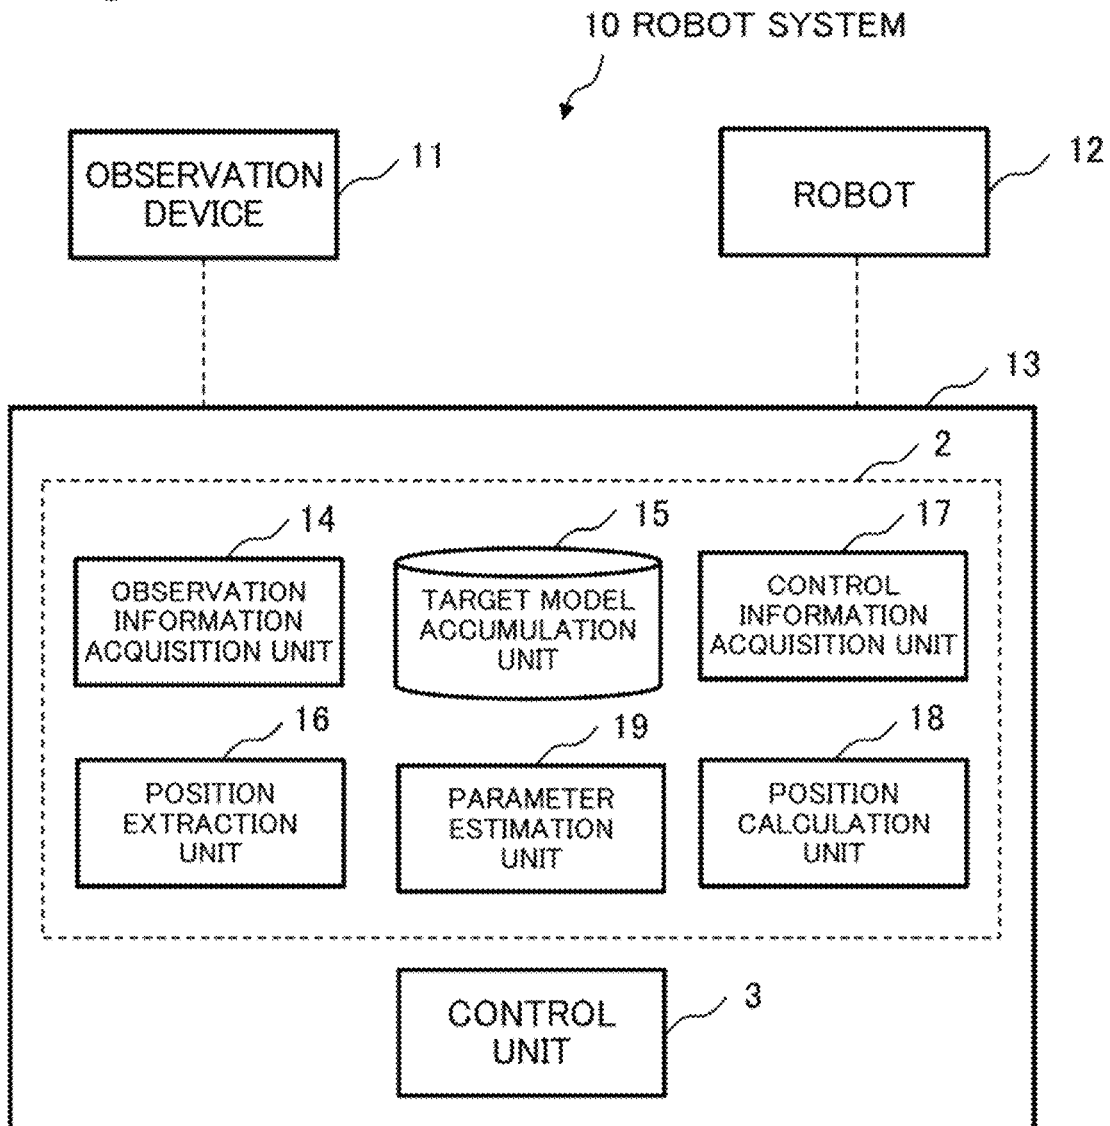 10 ROBOT SYSTEM
OBSERVATION
DEVICE
11
ROBOT
12
13
2
14
OBSERVATION
INFORMATION
ACQUISITION UNIT
15
TARGET MODEL
ACCUMULATION
UNIT
17
CONTROL
INFORMATION
ACQUISITION UNIT
16
POSITION
EXTRACTION
UNIT
19
PARAMETER
ESTIMATION
UNIT
18
POSITION
CALCULATION
UNIT
CONTROL
UNIT
3